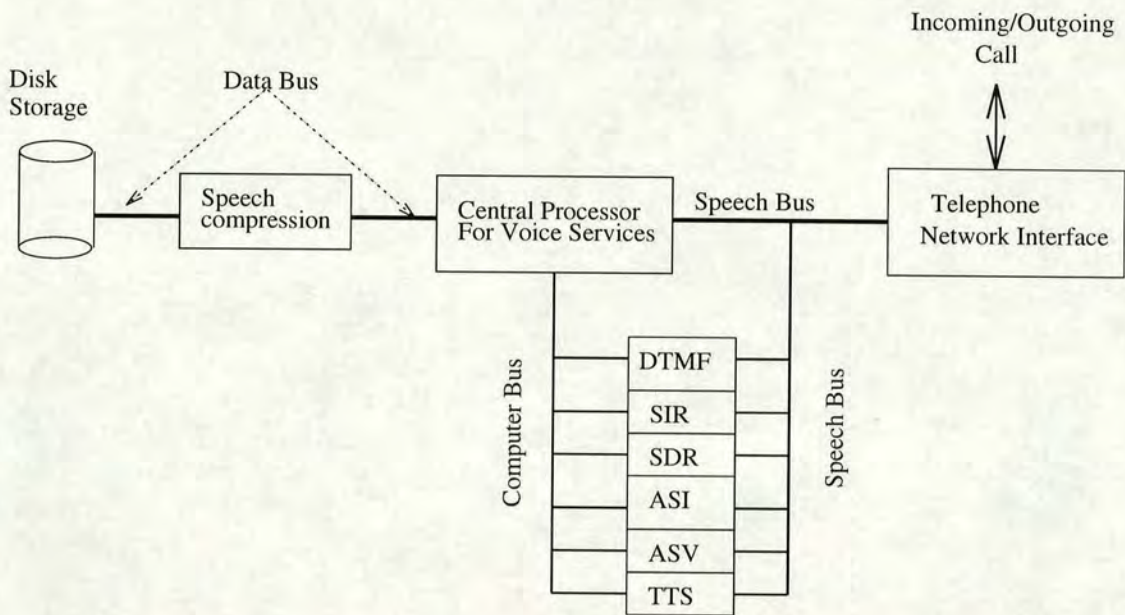 Incoming/Outgoing
Call
Disk
Storage
Data Bus
Speech
compression
Central Processor
For Voice Services
Speech Bus
Telephone
Network Interface
Computer Bus
DTMF
SIR
SDR
ASI
ASV
TTS
Speech Bus